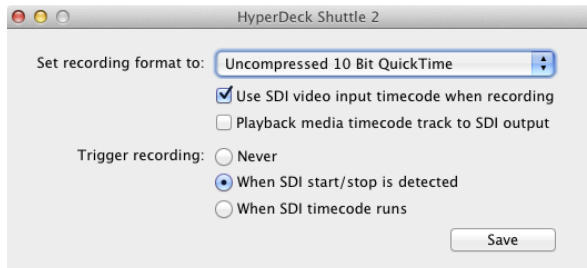 HyperDeck Shuttle 2
Set recording format to: Uncompressed 10 Bit QuickTime
Use SDI video input timecode when recording
Playback media timecode track to SDI output
Trigger recording: Never
When SDI start/stop is detected
When SDI timecode runs
Save